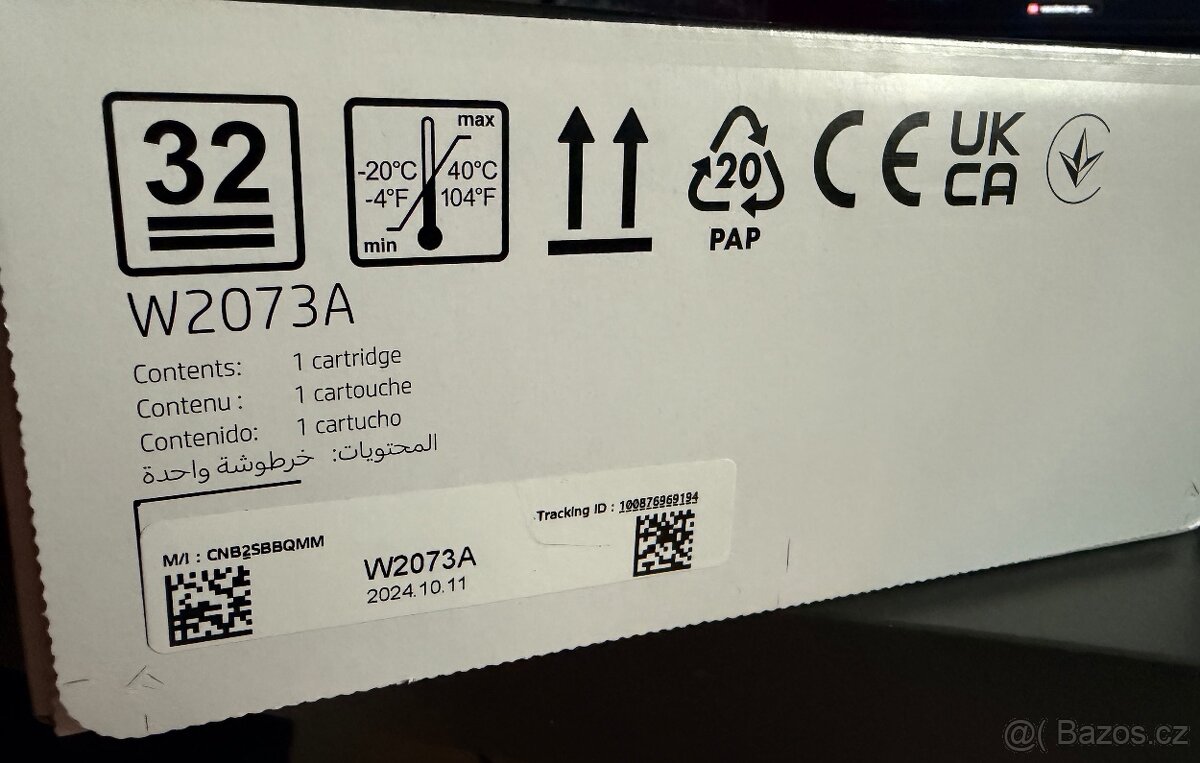 32
max
-20°C 40°C
-4°F 104°F
min
20
PAP
CE
UK
CA
W2073A
Contents: 1 cartridge
Contenu : 1 cartouche
Contenido: 1 cartucho
المحتويات: خرطوشة واحدة
M/I : CNB2SBBQMM
W2073A
2024.10.11
Tracking ID : 100876969194
@( Bazos.cz